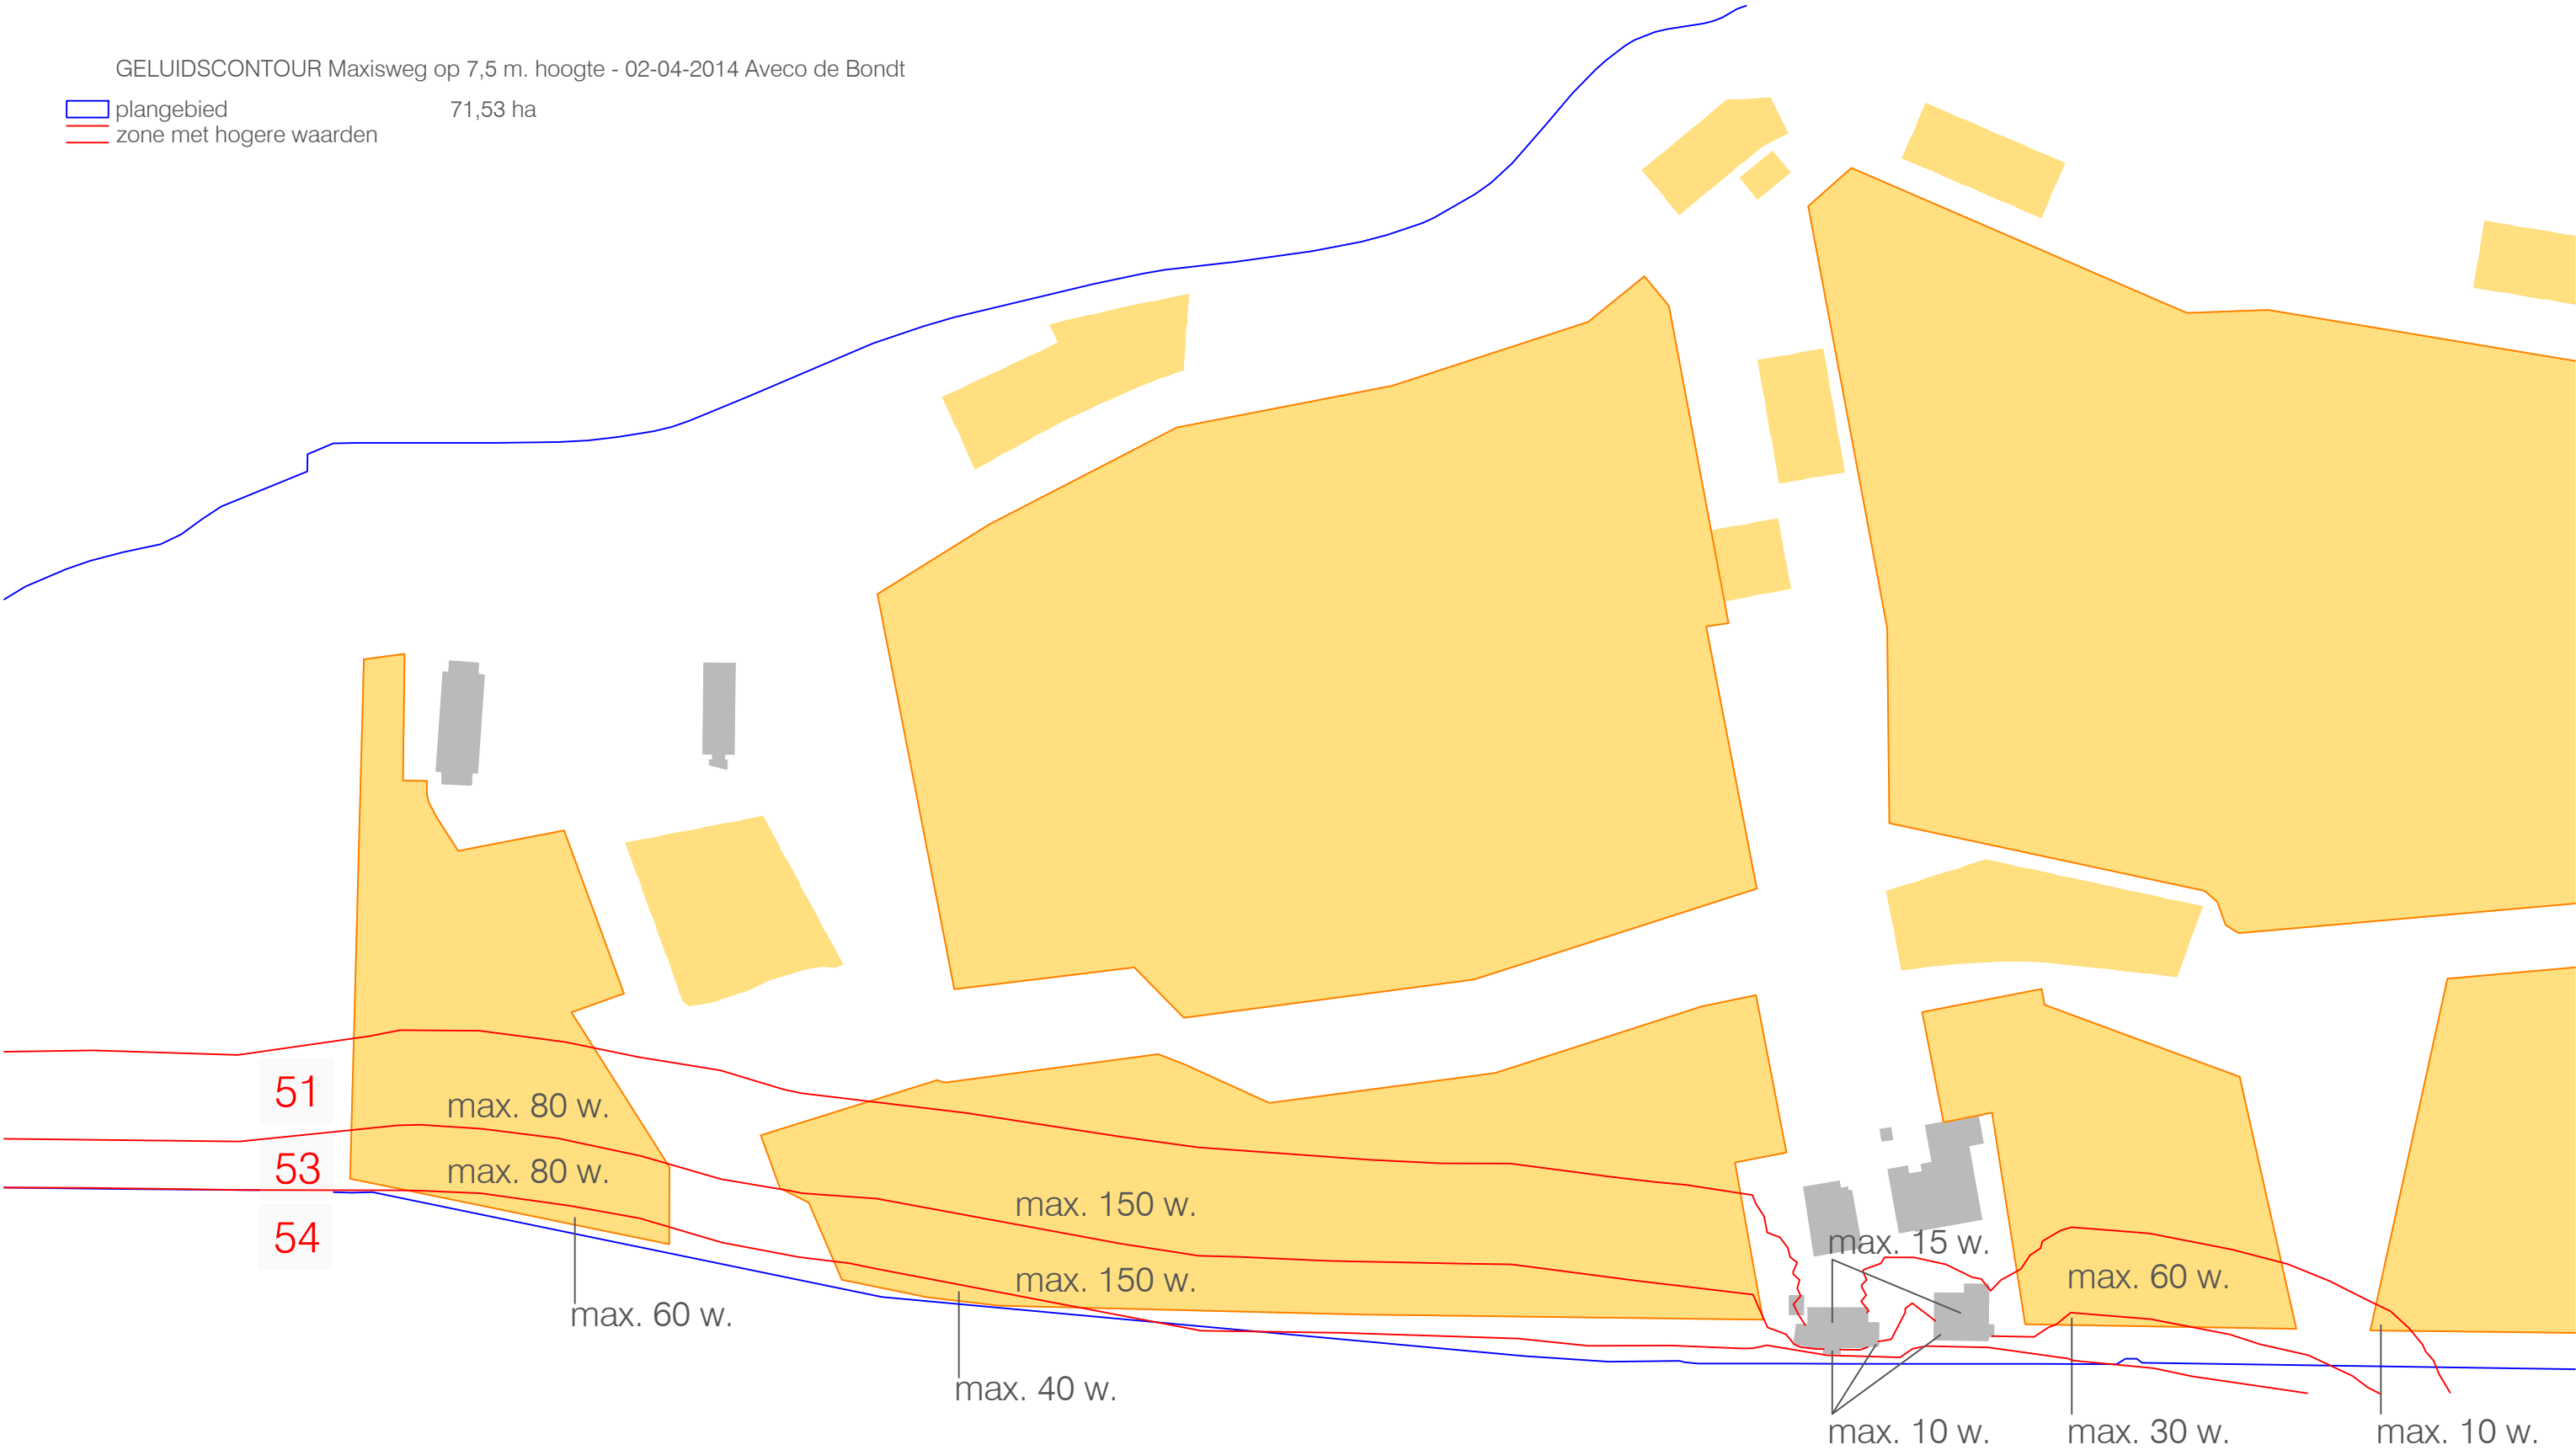 GELUIDSCONTOUR Maxisweg op 7,5 m. hoogte - 02-04-2014 Aveco de Bondt
plangebied 71,53 ha
zone met hogere waarden
51
max. 80 w.
53
max. 80 w.
max. 150 w.
54
max. 15 w.
max. 150 w.
max. 60 w.
max. 60 w.
max. 40 w.
max. 10 w.
max. 30 w.
max. 10 w.